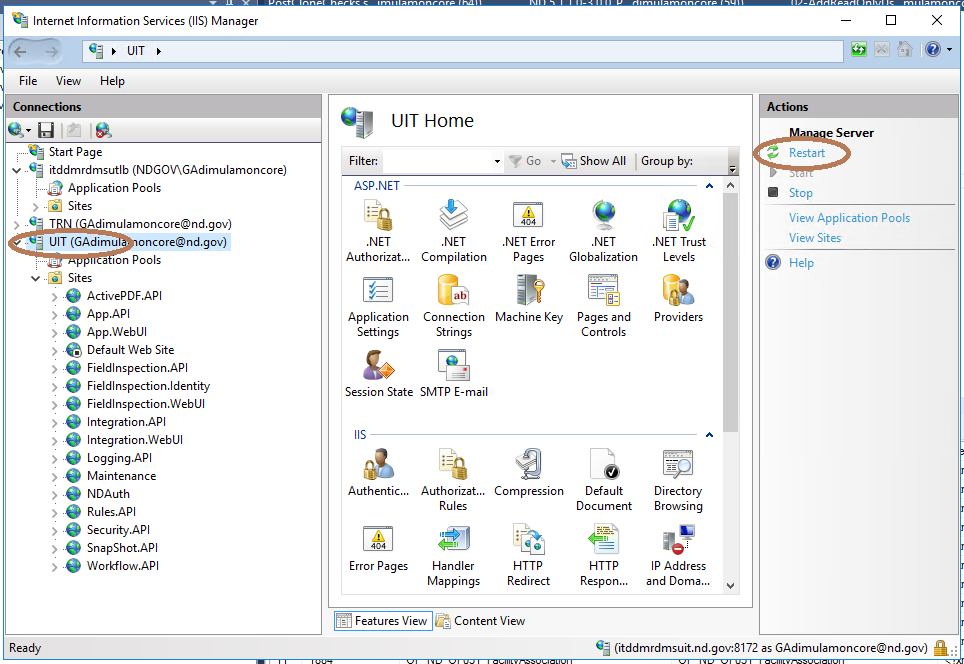 PostCloneChecks.s...imulamoncore (64))
Internet Information Services (IIS) Manager
UIT
File View Help
Connections
Start Page
itddmrdmsutlb (NDGOV\GAdimulamoncore)
Application Pools
Sites
TRN (GAdimulamoncore@nd.gov)
UIT (GAdimulamoncore@nd.gov)
Application Pools
Sites
ActivePDF.API
App.API
App.WebUI
Default Web Site
FieldInspection.API
FieldInspection.Identity
FieldInspection.WebUI
Integration.API
Integration.WebUI
Logging.API
Maintenance
NDAuth
Rules.API
Security.API
SnapShot.API
Workflow.API
UIT Home
Filter: Go Show All Group by:
ASP.NET
.NET Authorizat...
.NET Compilation
.NET Error Pages
.NET Globalization
.NET Trust Levels
Application Settings
Connection Strings
Machine Key
Pages and Controls
Providers
Session State
SMTP E-mail
IIS
Authentic...
Authorizat... Rules
Compression
Default Document
Directory Browsing
Error Pages
Handler Mappings
HTTP Redirect
HTTP Respon...
IP Address and Doma...
Features View Content View
Actions
Manage Server
Restart
Start
Stop
View Application Pools
View Sites
Help
Ready
(itddmrdmsuit.nd.gov:8172 as GAdimulamoncore@nd.gov)